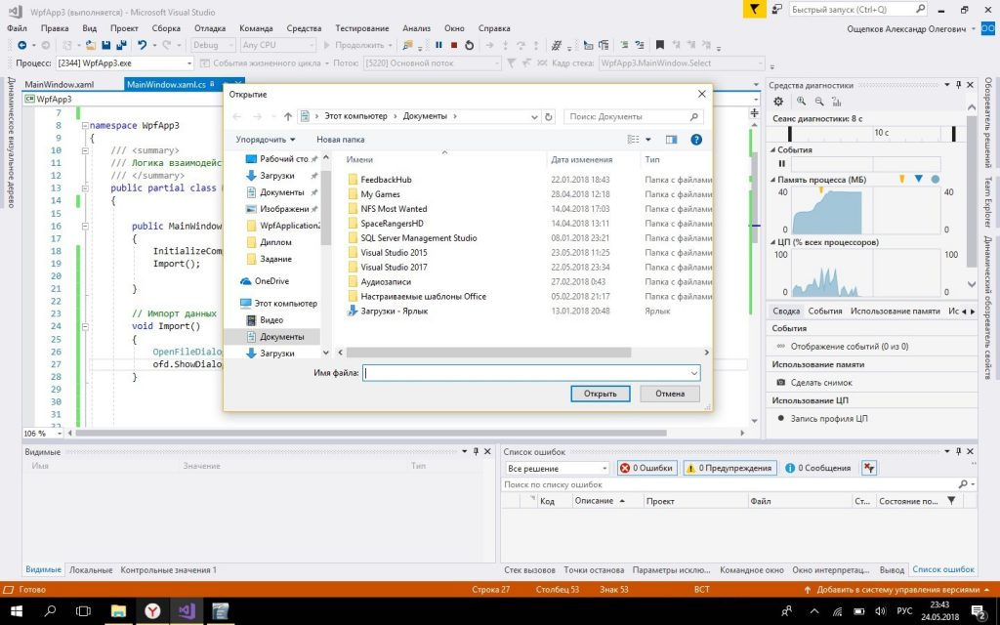 WpfApp3 (выполняется) - Microsoft Visual Studio
Быстрый запуск (Ctrl+Q)
Файл Правка Вид Проект Сборка Отладка Команда Средства Тестирование Анализ Окно Справка
Ощепков Александр Олегович
ОО
Debug Any CPU Продолжить
Процесс: [2344] WpfApp3.exe События жизненного цикла Поток: [5220] Основной поток Кадр стека: WpfApp3.MainWindow.Select
Динамическое визуальное дерево
MainWindow.xaml MainWindow.xaml.cs
WpfApp3
7
8 namespace WpfApp3
9 {
10 /// <summary>
11 /// Логика взаимодейс
12 /// </summary>
13 public partial class
14 {
15
16 public MainWindow
17 {
18 InitializeComp
19 Import();
20
21 }
22
23 // Импорт данных
24 void Import()
25 {
26 OpenFileDialo
27 ofd.ShowDialo
28 }
29
30
31
106 %
Открытие
Этот компьютер Документы
Поиск: Документы
Упорядочить Новая папка
Рабочий сто
Загрузки
Документы
Изображени
WpfApplication2
Диплом
Задание
OneDrive
Этот компьютер
Видео
Документы
Загрузки
Имени Дата изменения Тип
FeedbackHub 22.01.2018 18:43 Папка с файлами
My Games 28.04.2018 12:18 Папка с файлами
NFS Most Wanted 14.04.2018 17:03 Папка с файлами
SpaceRangersHD 14.04.2018 13:11 Папка с файлами
SQL Server Management Studio 08.01.2018 23:21 Папка с файлами
Visual Studio 2015 23.05.2018 11:25 Папка с файлами
Visual Studio 2017 22.05.2018 23:34 Папка с файлами
Аудиозаписи 27.02.2018 0:43 Папка с файлами
Настраиваемые шаблоны Office 05.02.2018 21:17 Папка с файлами
Загрузки - Ярлык 13.01.2018 20:48 Ярлык
Имя файла:
Открыть Отмена
Средства диагностики
Сеанс диагностики: 8 с
10 с
События
Память процесса (МБ)
40 40
0 0
ЦП (% всех процессоров)
100 100
0 0
Сводка События Использование памяти Ис
События
Отображение событий (0 из 0)
Использование памяти
Сделать снимок
Использование ЦП
Запись профиля ЦП
Обозреватель решений
Team Explorer
Динамический обозреватель свойств
Видимые
Имя Значение Тип
Видимые Локальные Контрольные значения 1
Список ошибок
Все решение 0 Ошибки 0 Предупреждения 0 Сообщения
Поиск по списку ошибок
Код Описание Проект Файл Ст... Состояние по...
Стек вызовов Точки останова Параметры исклю... Командное окно Окно интерпретац... Вывод Список ошибок
Готово Строка 27 Столбец 53 Знак 53 ВСТ Добавить в систему управления версиями
РУС
23:43
24.05.2018
2